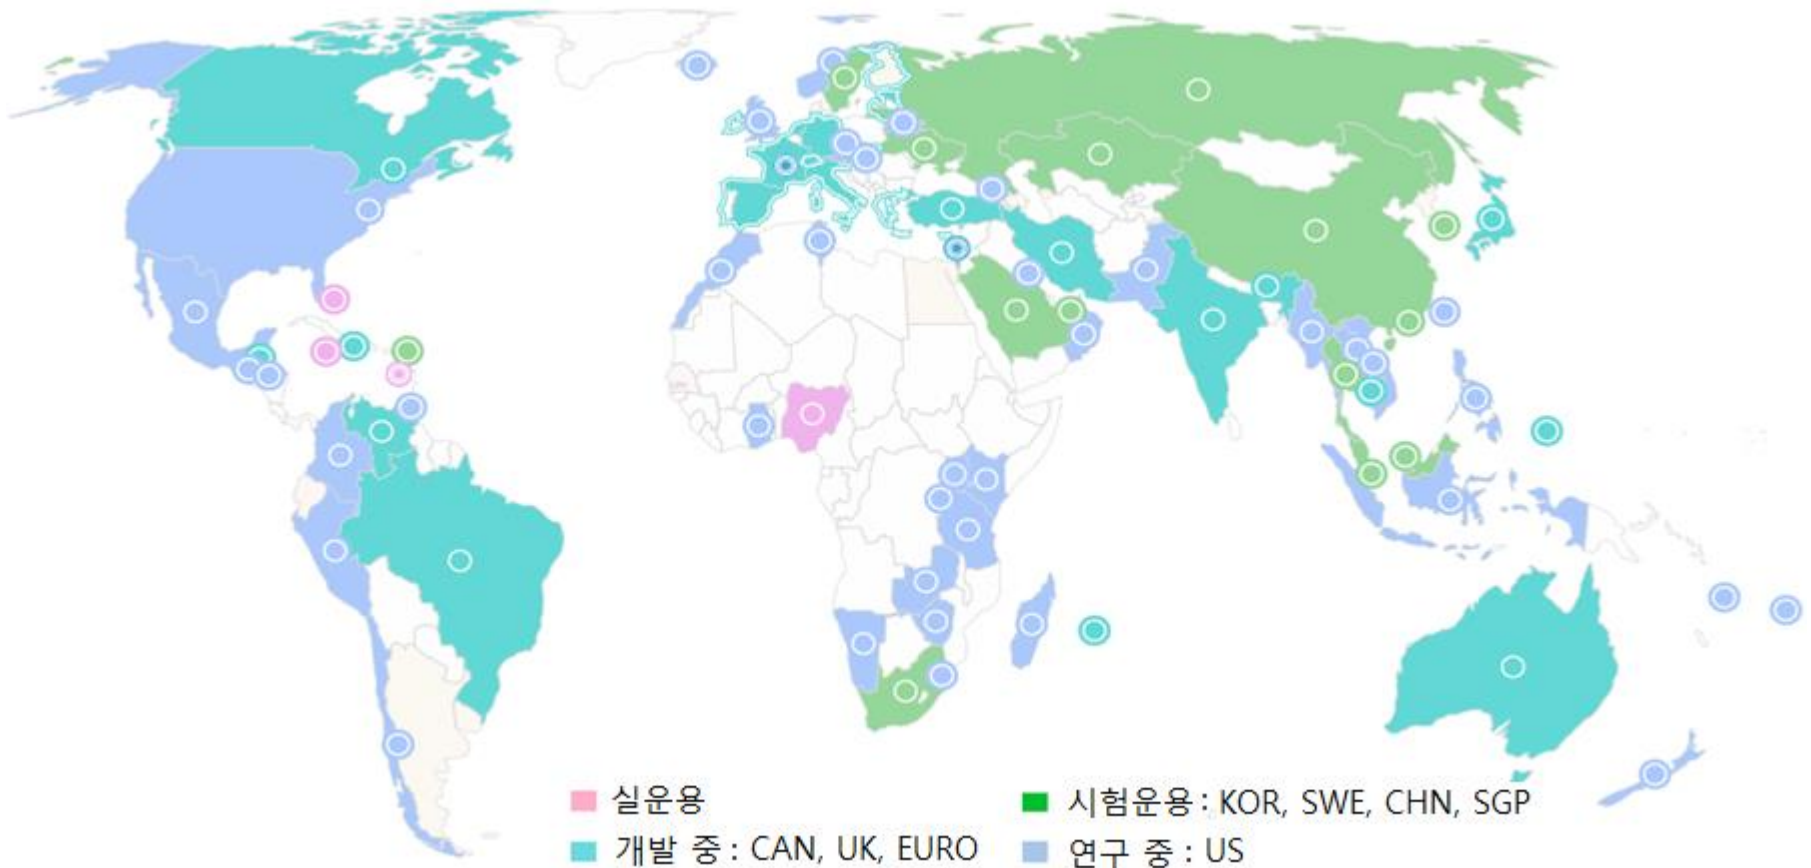 실운용
시험운용 : KOR, SWE, CHN, SGP
개발 중 : CAN, UK, EURO
연구 중 : US